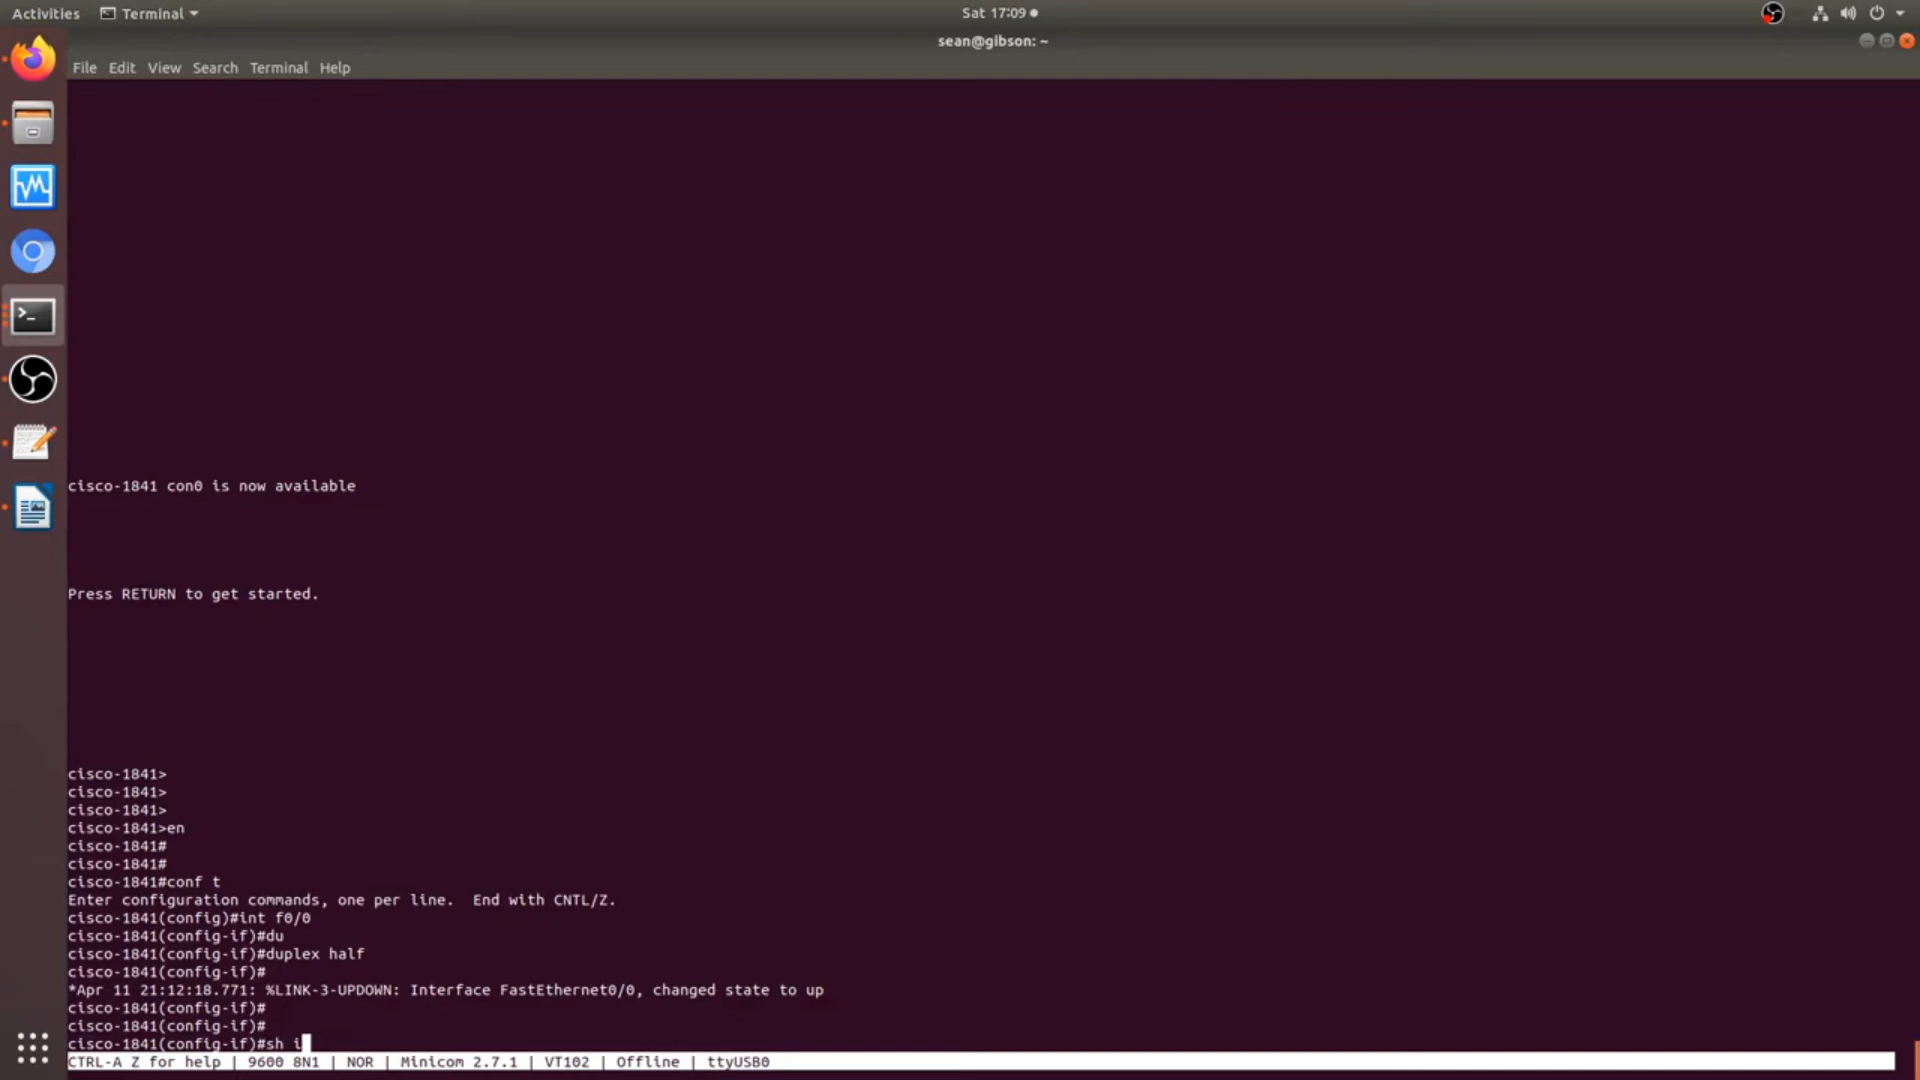 Activities Terminal Sat 17:09
sean@gibson: ~
File Edit View Search Terminal Help
cisco-1841 con0 is now available
Press RETURN to get started.
cisco-1841>
cisco-1841>
cisco-1841>
cisco-1841>en
cisco-1841#
cisco-1841#
cisco-1841#conf t
Enter configuration commands, one per line.  End with CNTL/Z.
cisco-1841(config)#int f0/0
cisco-1841(config-if)#du
cisco-1841(config-if)#duplex half
cisco-1841(config-if)#
*Apr 11 21:12:18.771: %LINK-3-UPDOWN: Interface FastEthernet0/0, changed state to up
cisco-1841(config-if)#
cisco-1841(config-if)#
cisco-1841(config-if)#sh i
CTRL-A Z for help | 9600 8N1 | NOR | Minicom 2.7.1 | VT102 | Offline | ttyUSB0